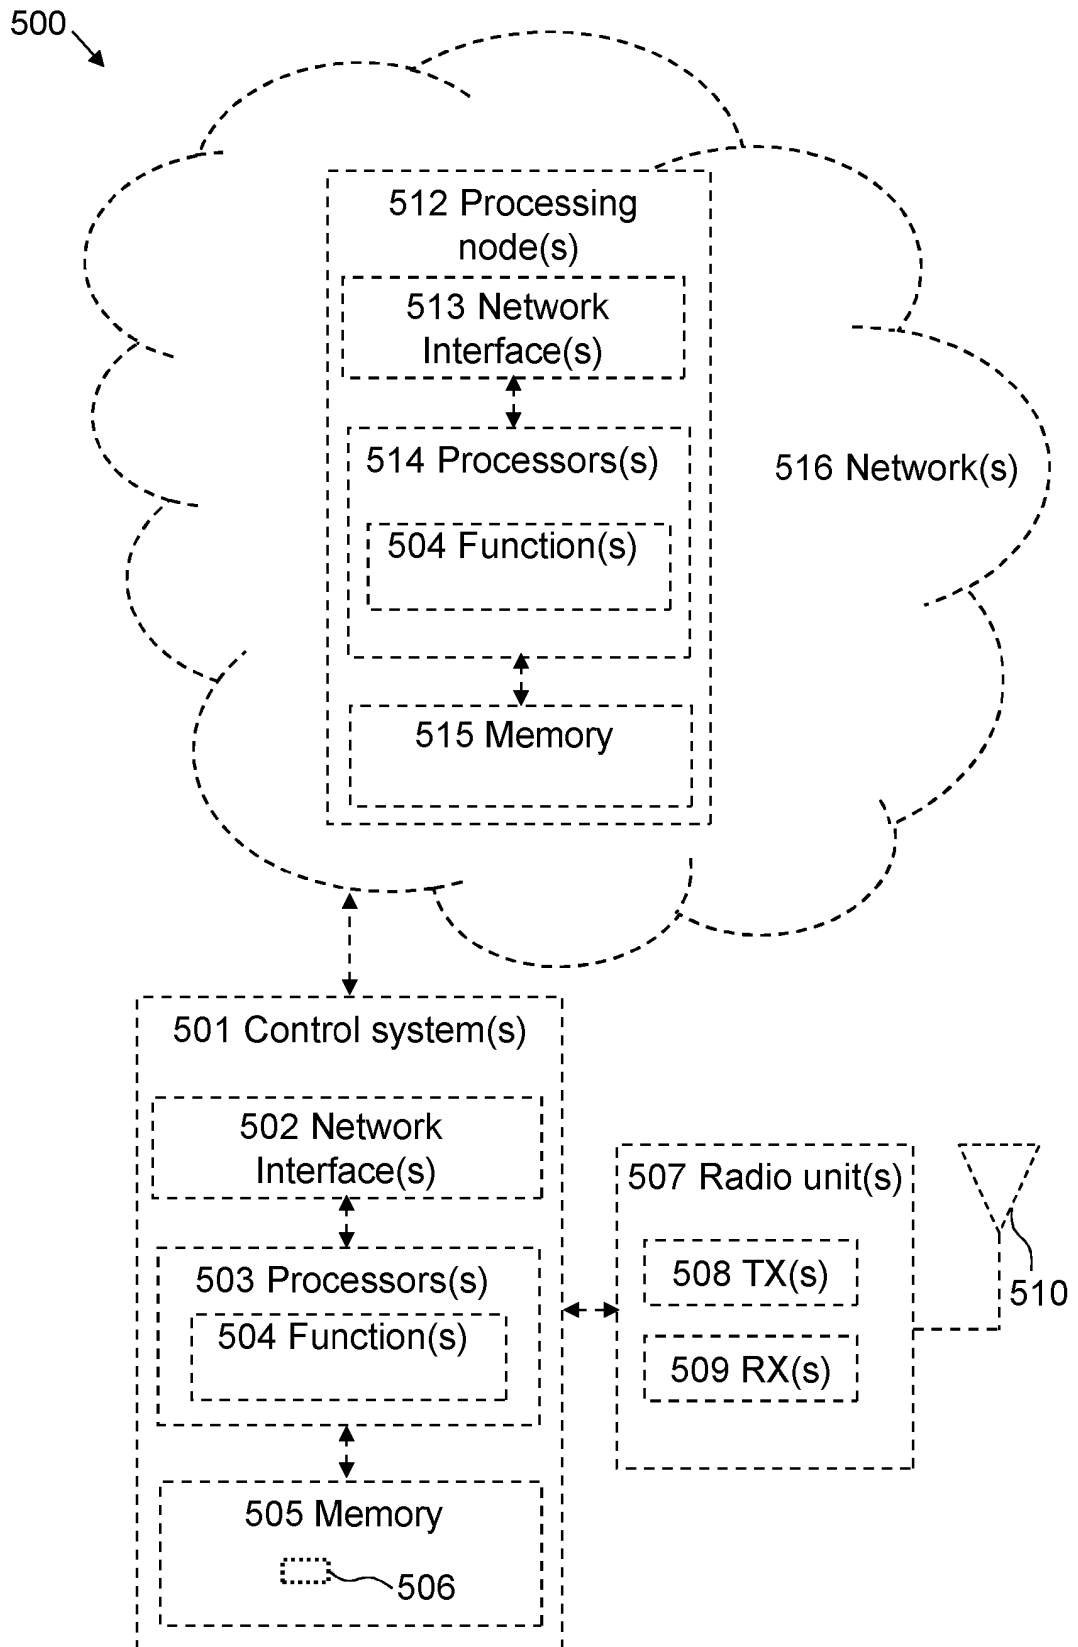 500
512 Processing
node(s)
513 Network
Interface(s)
514 Processors(s)
504 Function(s)
516 Network(s)
515 Memory
501 Control system(s)
502 Network
Interface(s)
503 Processors(s)
504 Function(s)
505 Memory
506
507 Radio unit(s)
508 TX(s)
509 RX(s)
510